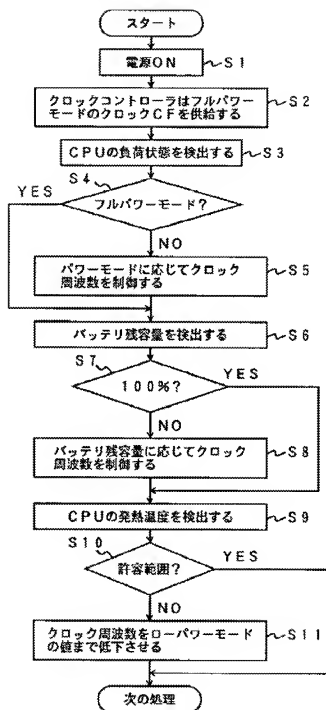 スタート
電源ON
S1
クロックコントローラはフルパワー
モードのクロックCFを供給する
S2
CPUの負荷状態を検出する
S3
S4
YES
フルパワーモード?
NO
パワーモードに応じてクロック
周波数を制御する
S5
バッテリ残容量を検出する
S6
S7
100%?
YES
NO
バッテリ残容量に応じてクロック
周波数を制御する
S8
CPUの発熱温度を検出する
S9
S10
許容範囲?
YES
NO
クロック周波数をローパワーモード
の値まで低下させる
S11
次の処理